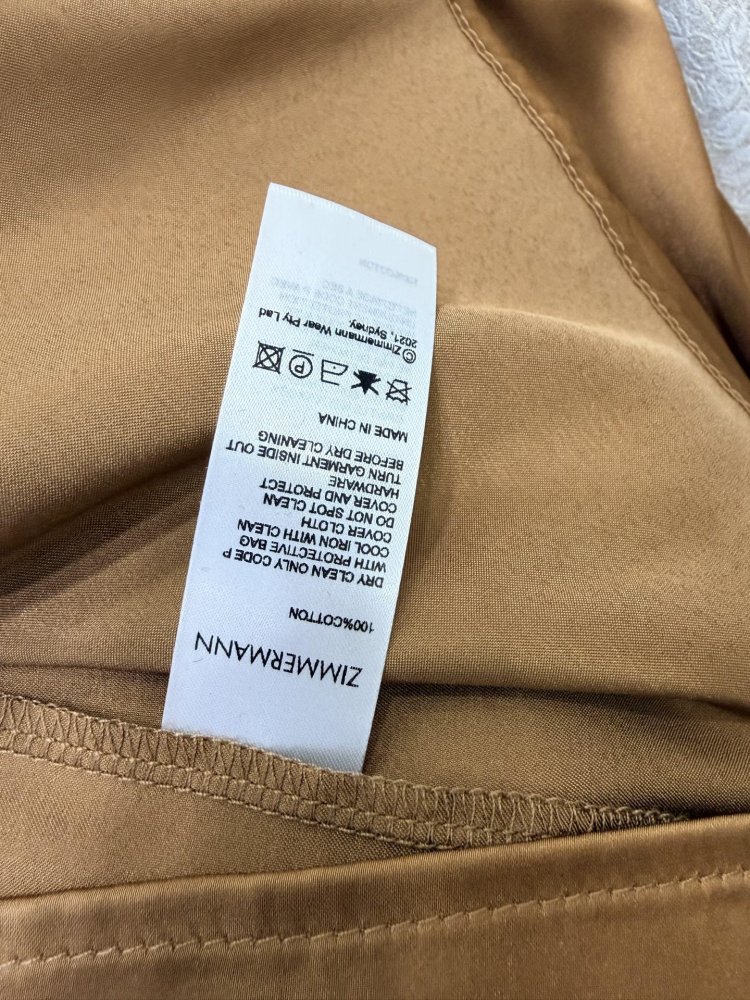 ZIMMERMANN
100%COTTON
DRY CLEAN ONLY CODE P
WITH PROTECTIVE BAG
COOL IRON WITH CLEAN
COVER CLOTH
DO NOT SPOT CLEAN
COVER AND PROTECT
HARDWARE
TURN GARMENT INSIDE OUT
BEFORE DRY CLEANING
MADE IN CHINA
P
© Zimmermann Wear Pty Lad
2021, Sydney.